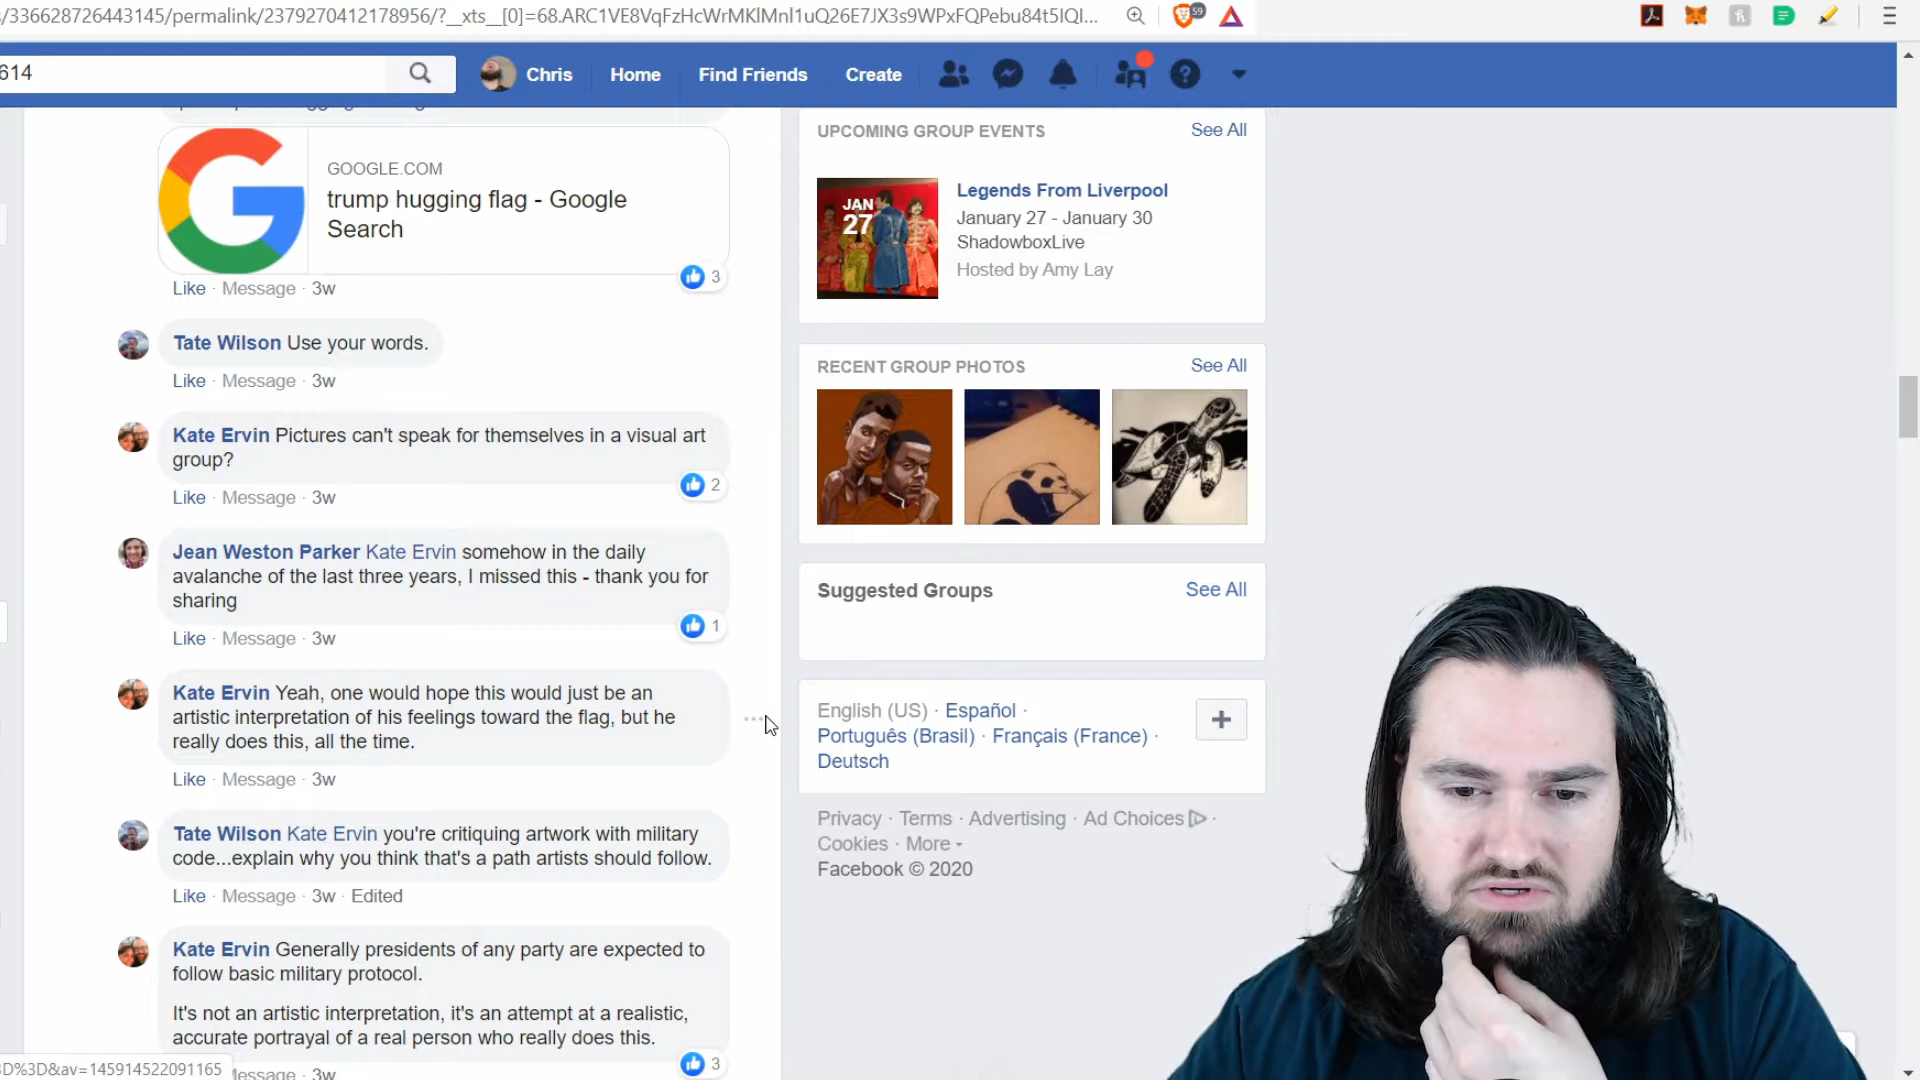 s/336628726443145/permalink/2379270412178956/?__xts__[0]=68.ARC1VE8VqFzHcWrMKlMnl1uQ26E7JX3s9WPxFQPebu84t5IQI...
59
614
Chris
Home
Find Friends
Create
GOOGLE.COM
trump hugging flag - Google
Search
3
Like · Message · 3w
Tate Wilson Use your words.
Like · Message · 3w
Kate Ervin Pictures can't speak for themselves in a visual art
group?
2
Like · Message · 3w
Jean Weston Parker Kate Ervin somehow in the daily
avalanche of the last three years, I missed this - thank you for
sharing
1
Like · Message · 3w
Kate Ervin Yeah, one would hope this would just be an
artistic interpretation of his feelings toward the flag, but he
really does this, all the time.
Like · Message · 3w
Tate Wilson Kate Ervin you're critiquing artwork with military
code...explain why you think that's a path artists should follow.
Like · Message · 3w · Edited
Kate Ervin Generally presidents of any party are expected to
follow basic military protocol.
It's not an artistic interpretation, it's an attempt at a realistic,
accurate portrayal of a real person who really does this.
3
D%3D&av=145914522091165
Message · 3w
UPCOMING GROUP EVENTS
See All
JAN
27
Legends From Liverpool
January 27 - January 30
ShadowboxLive
Hosted by Amy Lay
RECENT GROUP PHOTOS
See All
Suggested Groups
See All
English (US) · Español ·
Português (Brasil) · Français (France) ·
Deutsch
Privacy · Terms · Advertising · Ad Choices ·
Cookies · More
Facebook © 2020